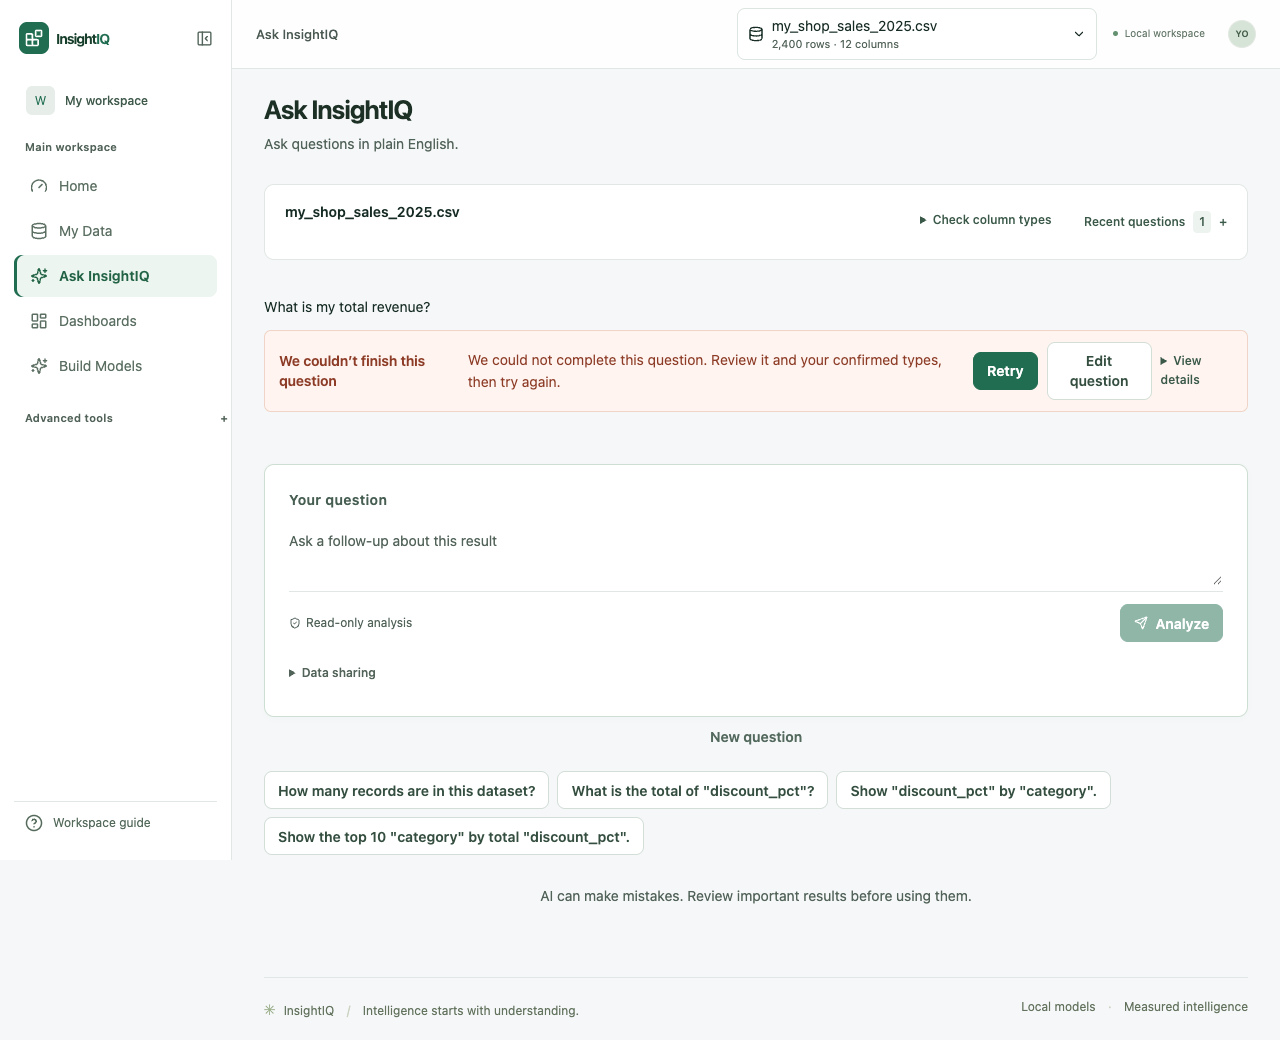 InsightIQ
Ask InsightIQ
my_shop_sales_2025.csv
2,400 rows · 12 columns
Local workspace
YO
W
My workspace
Main workspace
Home
My Data
Ask InsightIQ
Dashboards
Build Models
Advanced tools
+
Workspace guide
Ask InsightIQ
Ask questions in plain English.
my_shop_sales_2025.csv
Check column types
Recent questions 1 +
What is my total revenue?
We couldn’t finish this
question
We could not complete this question. Review it and your confirmed types,
then try again.
Retry
Edit
question
View
details
Your question
Ask a follow-up about this result
Read-only analysis
Analyze
Data sharing
New question
How many records are in this dataset?
What is the total of "discount_pct"?
Show "discount_pct" by "category".
Show the top 10 "category" by total "discount_pct".
AI can make mistakes. Review important results before using them.
InsightIQ / Intelligence starts with understanding.
Local models · Measured intelligence